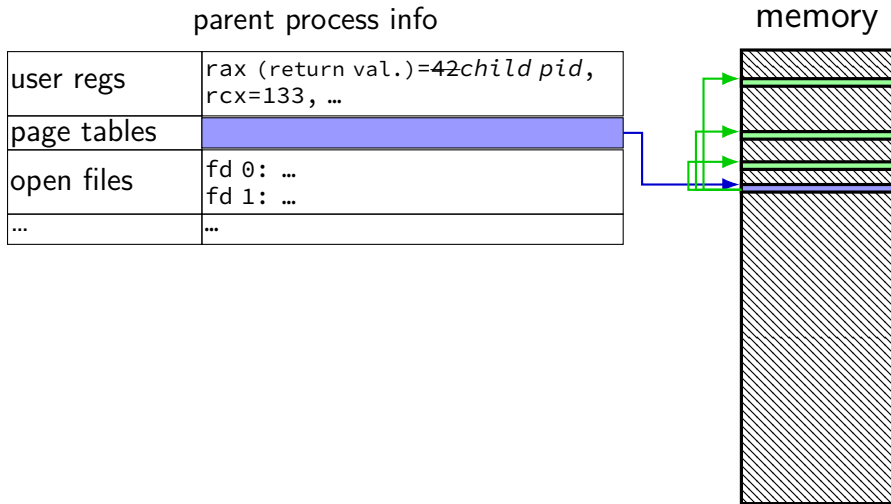 parent process info
memory
user regs
rax (return val.)=42child pid,
rcx=133, …
page tables
open files
fd 0: …
fd 1: …
… …